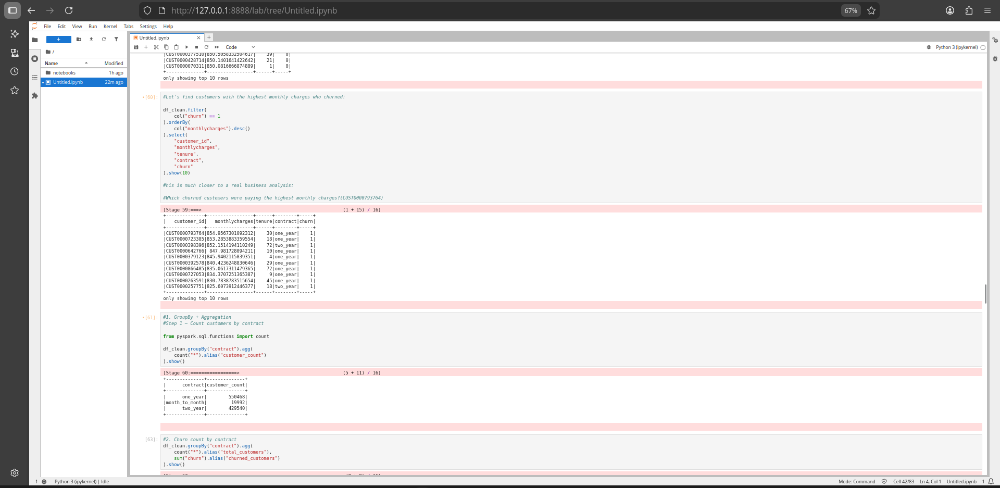 http://127.0.0.1:8888/lab/tree/Untitled.ipynb
67%
File Edit View Run Kernel Tabs Settings Help
+
/
Name Modified
notebooks 1h ago
Untitled.ipynb 22m ago
Untitled.ipynb
Code
Python 3 (ipykernel)
|CUST0000377510|850.5058332504617| 39| 0|
|CUST0000428714|850.1401641422642| 21| 1|
|CUST0000070311|850.0816666874889| 1| 0|
+--------------+-----------------+------+-----+
only showing top 10 rows
•[60]:
#Let's find customers with the highest monthly charges who churned:
df_clean.filter(
    col("churn") == 1
).orderBy(
    col("monthlycharges").desc()
).select(
    "customer_id",
    "monthlycharges",
    "tenure",
    "contract",
    "churn"
).show(10)
#his is much closer to a real business analysis:
#Which churned customers were paying the highest monthly charges?(CUST0000793764)
[Stage 59:===> (1 + 15) / 16]
+--------------+-----------------+------+--------+-----+
| customer_id| monthlycharges|tenure|contract|churn|
+--------------+-----------------+------+--------+-----+
|CUST0000793764|854.9567301092312| 30|one_year| 1|
|CUST0000723385|853.2853883359554| 18|one_year| 1|
|CUST0000398396|852.1514194110249| 72|two_year| 1|
|CUST0000642766| 847.981728094211| 10|one_year| 1|
|CUST0000379123|845.9402115839351| 4|one_year| 1|
|CUST0000392578|840.4236248830646| 29|one_year| 1|
|CUST0000866485|835.0617311479365| 72|one_year| 1|
|CUST0000727053|834.3707251365387| 9|one_year| 1|
|CUST0000263591|830.7838783515654| 45|one_year| 1|
|CUST0000257751|825.6073912446377| 18|two_year| 1|
+--------------+-----------------+------+--------+-----+
only showing top 10 rows
•[61]:
#1. GroupBy + Aggregation
#Step 1 — Count customers by contract
from pyspark.sql.functions import count
df_clean.groupBy("contract").agg(
    count("*").alias("customer_count")
).show()
[Stage 60:=================> (5 + 11) / 16]
+--------------+--------------+
| contract|customer_count|
+--------------+--------------+
| one_year| 550468|
|month_to_month| 19992|
| two_year| 429540|
+--------------+--------------+
[63]:
#2. Churn count by contract
df_clean.groupBy("contract").agg(
    count("*").alias("total_customers"),
    sum("churn").alias("churned_customers")
).show()
1 Python 3 (ipykernel) | Idle
Mode: Command Cell 42/83 Ln 4, Col 1 Untitled.ipynb 1